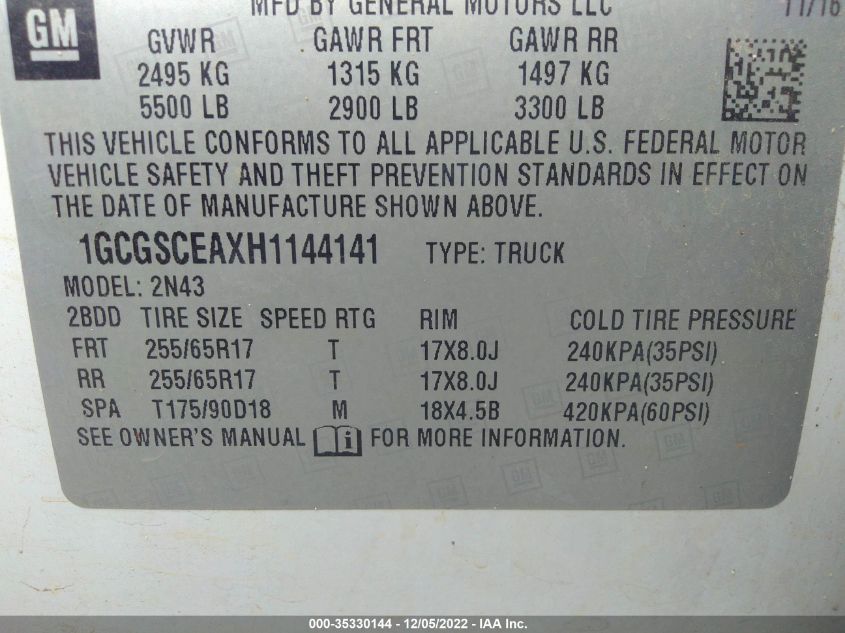 GM
MFD BY GENERAL MOTORS LLC 11/16
GVWR GAWR FRT GAWR RR
2495 KG 1315 KG 1497 KG
5500 LB 2900 LB 3300 LB
THIS VEHICLE CONFORMS TO ALL APPLICABLE U.S. FEDERAL MOTOR
VEHICLE SAFETY AND THEFT PREVENTION STANDARDS IN EFFECT ON
THE DATE OF MANUFACTURE SHOWN ABOVE.
1GCGSCEAXH1144141 TYPE: TRUCK
MODEL: 2N43
2BDD TIRE SIZE SPEED RTG RIM COLD TIRE PRESSURE
FRT 255/65R17 T 17X8.0J 240KPA(35PSI)
RR 255/65R17 T 17X8.0J 240KPA(35PSI)
SPA T175/90D18 M 18X4.5B 420KPA(60PSI)
SEE OWNER'S MANUAL i FOR MORE INFORMATION.
000-35330144 - 12/05/2022 - IAA Inc.